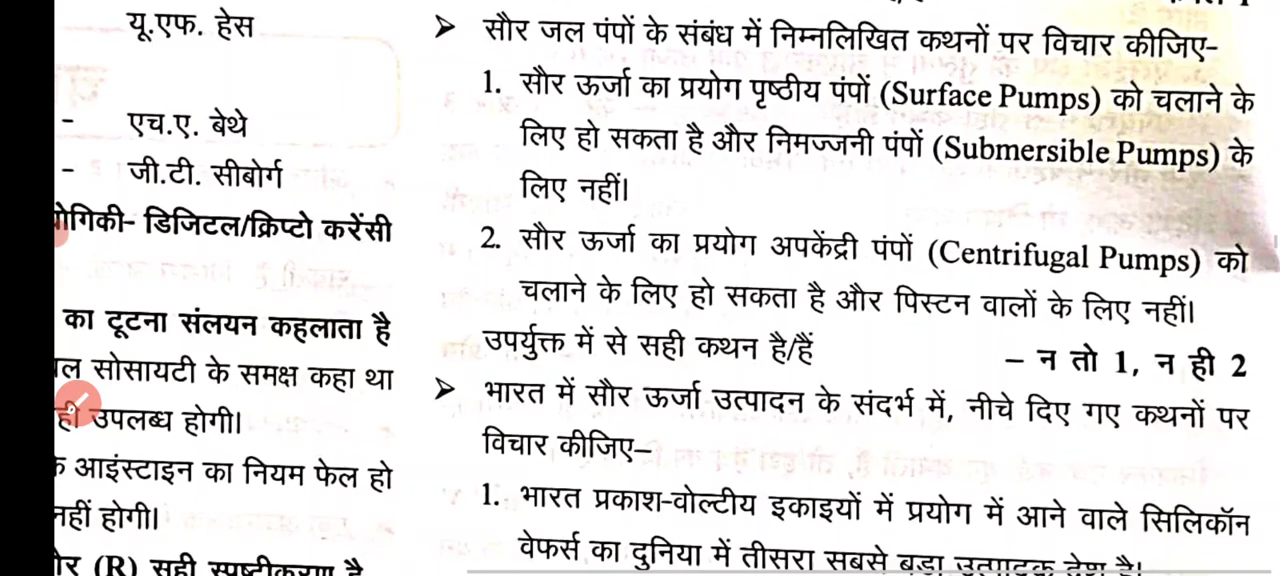 यू.एफ. हेस
- एच.ए. बेथे
- जी.टी. सीबोर्ग
डिजिटल/क्रिप्टो करेंसी
का टूटना संलयन कहलाता है
सोसायटी के समक्ष कहा था
ही उपलब्ध होगी।
आइंस्टाइन का नियम फेल हो
नहीं होगी।
(R) सही स्पष्टीकरण है
➤ सौर जल पंपों के संबंध में निम्नलिखित कथनों पर विचार कीजिए–
1. सौर ऊर्जा का प्रयोग पृष्ठीय पंपों (Surface Pumps) को चलाने के
लिए हो सकता है और निमज्जनी पंपों (Submersible Pumps) के
लिए नहीं।
2. सौर ऊर्जा का प्रयोग अपकेंद्री पंपों (Centrifugal Pumps) को
चलाने के लिए हो सकता है और पिस्टन वालों के लिए नहीं।
उपर्युक्त में से सही कथन है/हैं – न तो 1, न ही 2
➤ भारत में सौर ऊर्जा उत्पादन के संदर्भ में, नीचे दिए गए कथनों पर
विचार कीजिए–
1. भारत प्रकाश-वोल्टीय इकाइयों में प्रयोग में आने वाले सिलिकॉन
वेफर्स का दुनिया में तीसरा सबसे बड़ा उत्पादक देश है।